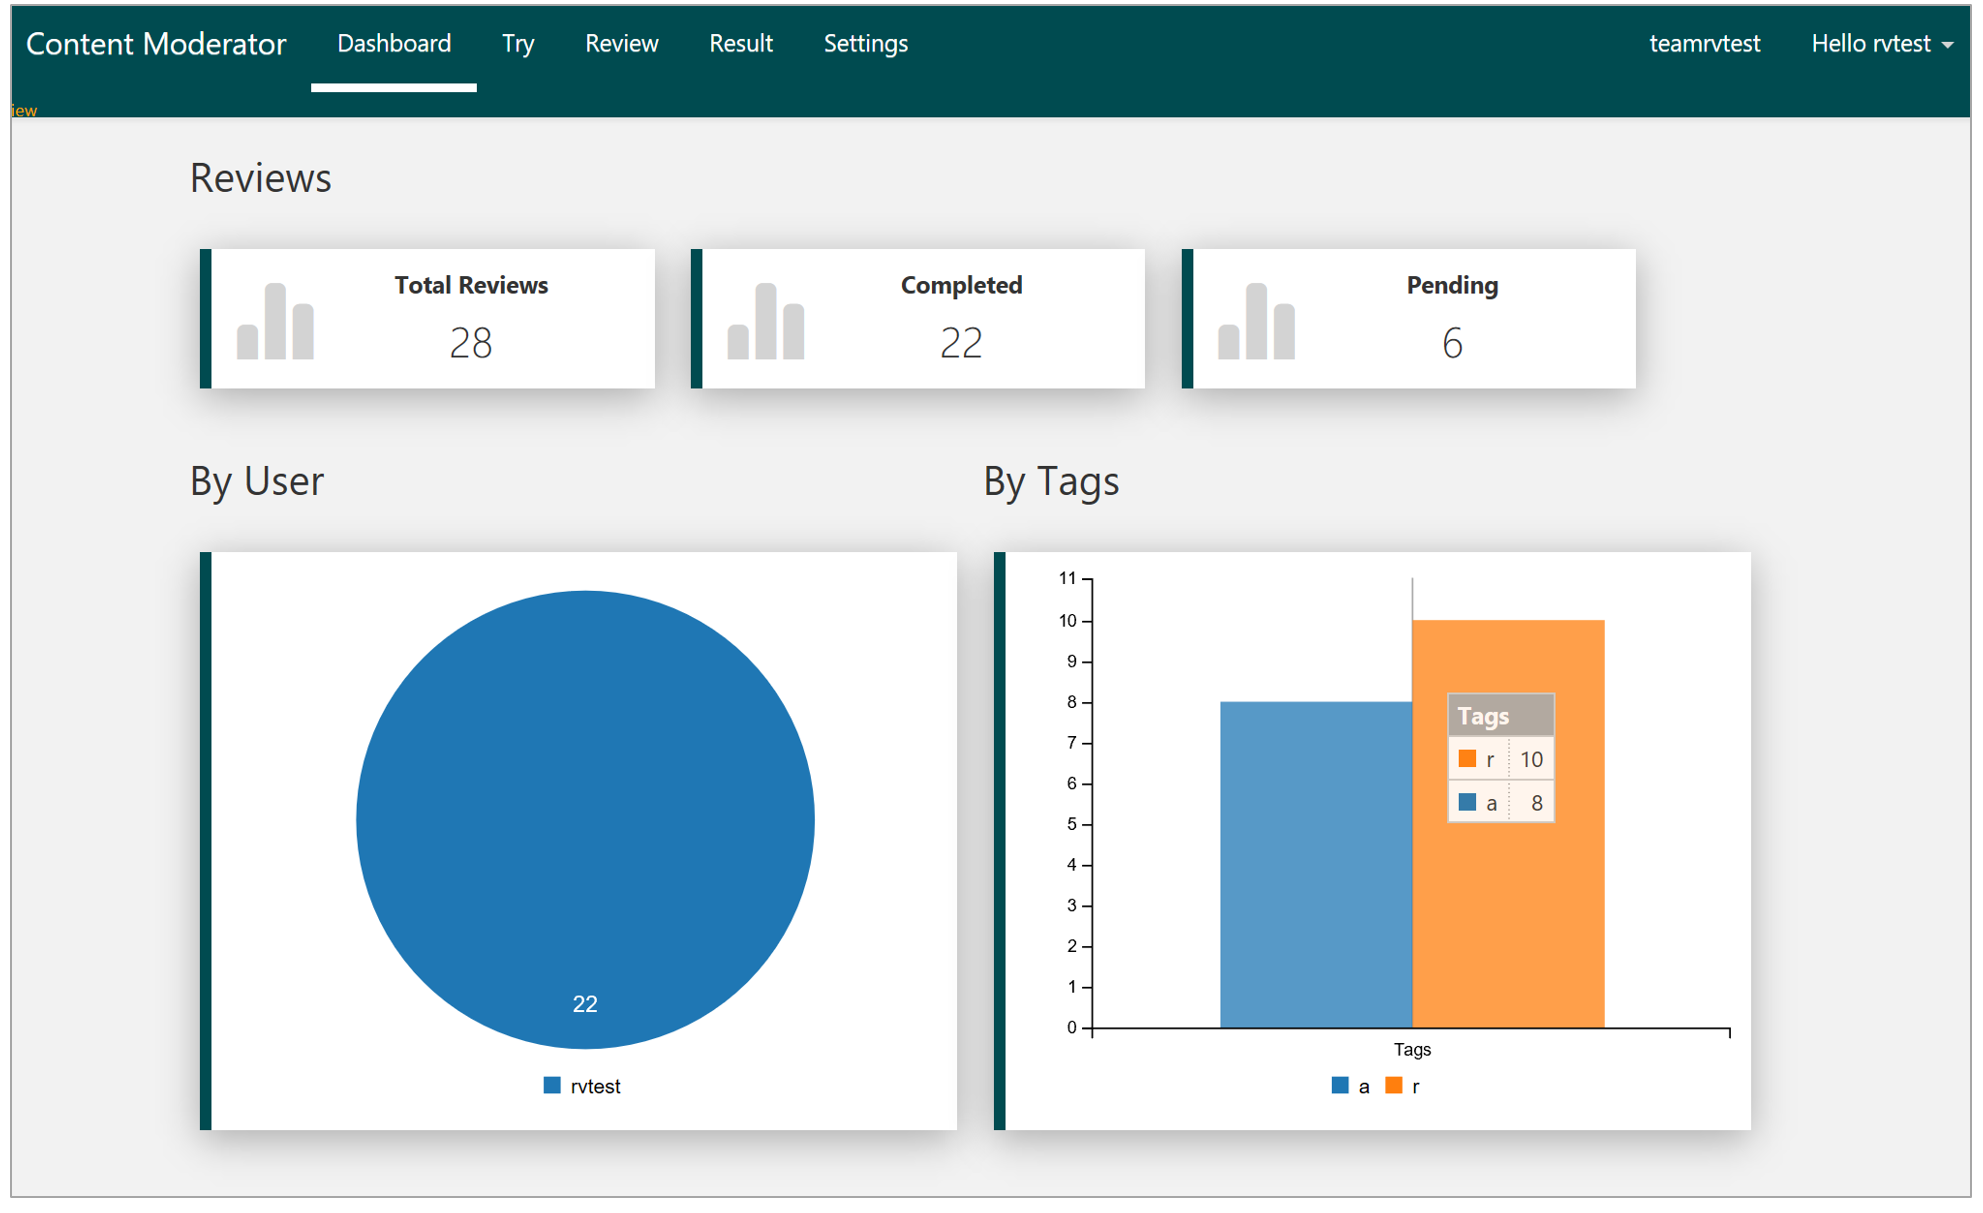 Content Moderator Dashboard Try Review Result Settings teamrvtest Hello rvtest
iew
Reviews
Total Reviews
28
Completed
22
Pending
6
By User
By Tags
22
rvtest
11
10
9
8
7
6
5
4
3
2
1
0
Tags
r 10
a 8
Tags
a r